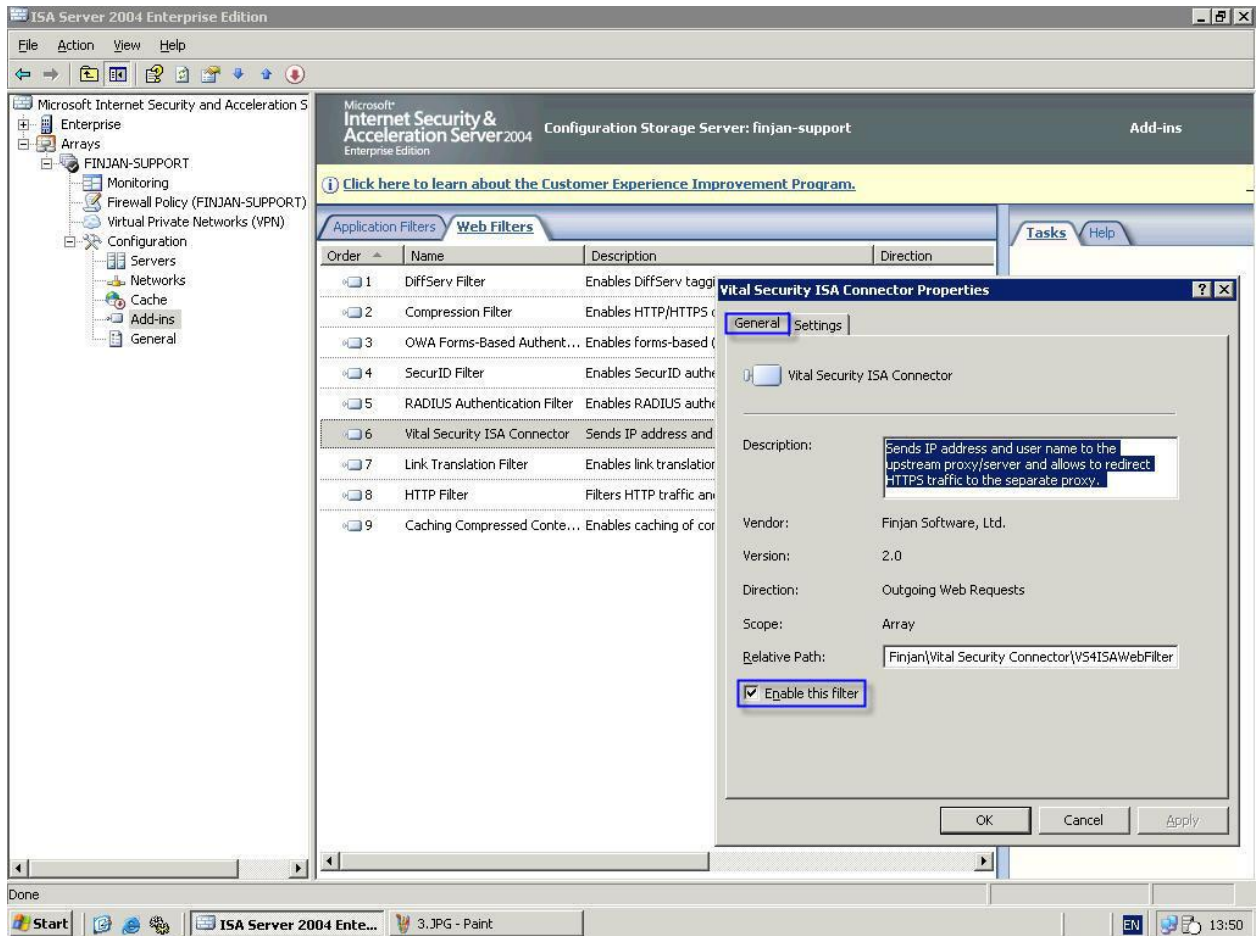 ISA Server 2004 Enterprise Edition
File Action View Help
Microsoft Internet Security and Acceleration S
Enterprise
Arrays
FINJAN-SUPPORT
Monitoring
Firewall Policy (FINJAN-SUPPORT)
Virtual Private Networks (VPN)
Configuration
Servers
Networks
Cache
Add-ins
General
Microsoft
Internet Security &
Acceleration Server 2004
Enterprise Edition
Configuration Storage Server: finjan-support
Add-ins
Click here to learn about the Customer Experience Improvement Program.
Application Filters Web Filters
Tasks Help
Order Name Description Direction
1 DiffServ Filter Enables DiffServ taggi
2 Compression Filter Enables HTTP/HTTPS
3 OWA Forms-Based Authent... Enables forms-based (
4 SecurID Filter Enables SecurID authe
5 RADIUS Authentication Filter Enables RADIUS authe
6 Vital Security ISA Connector Sends IP address and
7 Link Translation Filter Enables link translation
8 HTTP Filter Filters HTTP traffic an
9 Caching Compressed Conte... Enables caching of cor
Vital Security ISA Connector Properties
General Settings
Vital Security ISA Connector
Description:
Sends IP address and user name to the
upstream proxy/server and allows to redirect
HTTPS traffic to the separate proxy.
Vendor: Finjan Software, Ltd.
Version: 2.0
Direction: Outgoing Web Requests
Scope: Array
Relative Path: Finjan\Vital Security Connector\VS4ISAWebFilter
Enable this filter
OK Cancel Apply
Done
Start ISA Server 2004 Ente... 3.JPG - Paint EN 13:50